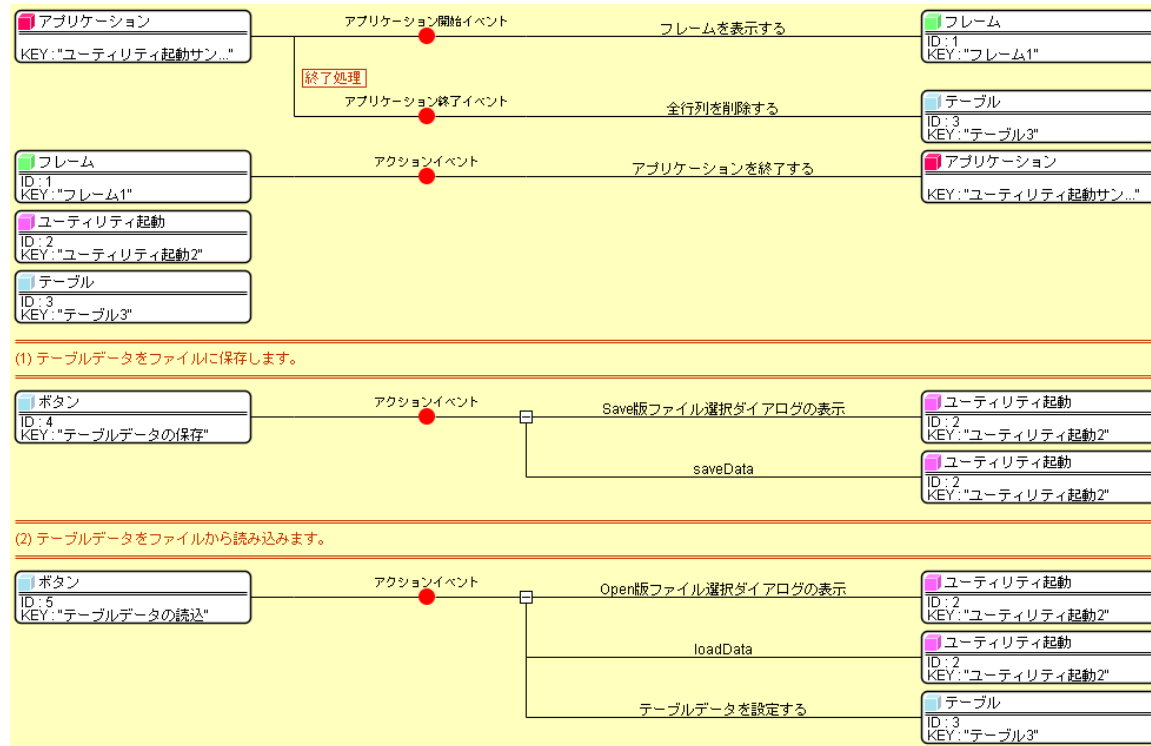 アプリケーション
KEY:"ユーティリティ起動サン..."
アプリケーション開始イベント
フレームを表示する
フレーム
ID:1
KEY:"フレーム1"
終了処理
アプリケーション終了イベント
全行列を削除する
テーブル
ID:3
KEY:"テーブル3"
フレーム
ID:1
KEY:"フレーム1"
アクションイベント
アプリケーションを終了する
アプリケーション
KEY:"ユーティリティ起動サン..."
ユーティリティ起動
ID:2
KEY:"ユーティリティ起動2"
テーブル
ID:3
KEY:"テーブル3"
(1) テーブルデータをファイルに保存します。
ボタン
ID:4
KEY:"テーブルデータの保存"
アクションイベント
Save版ファイル選択ダイアログの表示
ユーティリティ起動
ID:2
KEY:"ユーティリティ起動2"
saveData
ユーティリティ起動
ID:2
KEY:"ユーティリティ起動2"
(2) テーブルデータをファイルから読み込みます。
ボタン
ID:5
KEY:"テーブルデータの読込"
アクションイベント
Open版ファイル選択ダイアログの表示
ユーティリティ起動
ID:2
KEY:"ユーティリティ起動2"
loadData
ユーティリティ起動
ID:2
KEY:"ユーティリティ起動2"
テーブルデータを設定する
テーブル
ID:3
KEY:"テーブル3"